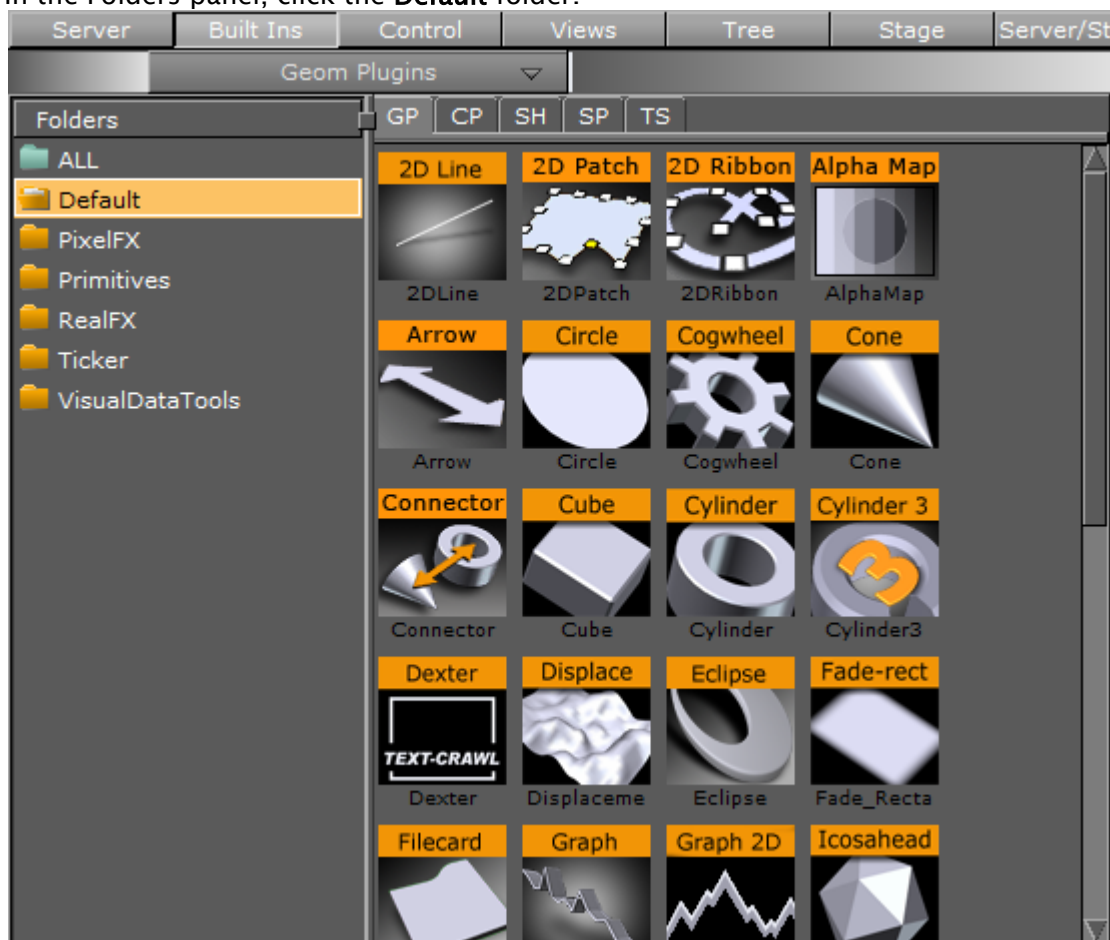 In the Folders panel, click the Default folder.
Server Built Ins Control Views Tree Stage Server/St
Geom Plugins
Folders
GP CP SH SP TS
ALL
Default
PixelFX
Primitives
RealFX
Ticker
VisualDataTools
2D Line 2D Patch 2D Ribbon Alpha Map
2DLine 2DPatch 2DRibbon AlphaMap
Arrow Circle Cogwheel Cone
Arrow Circle Cogwheel Cone
Connector Cube Cylinder Cylinder 3
3
Connector Cube Cylinder Cylinder3
Dexter Displace Eclipse Fade-rect
TEXT-CRAWL
Dexter Displaceme Eclipse Fade_Recta
Filecard Graph Graph 2D Icosahead